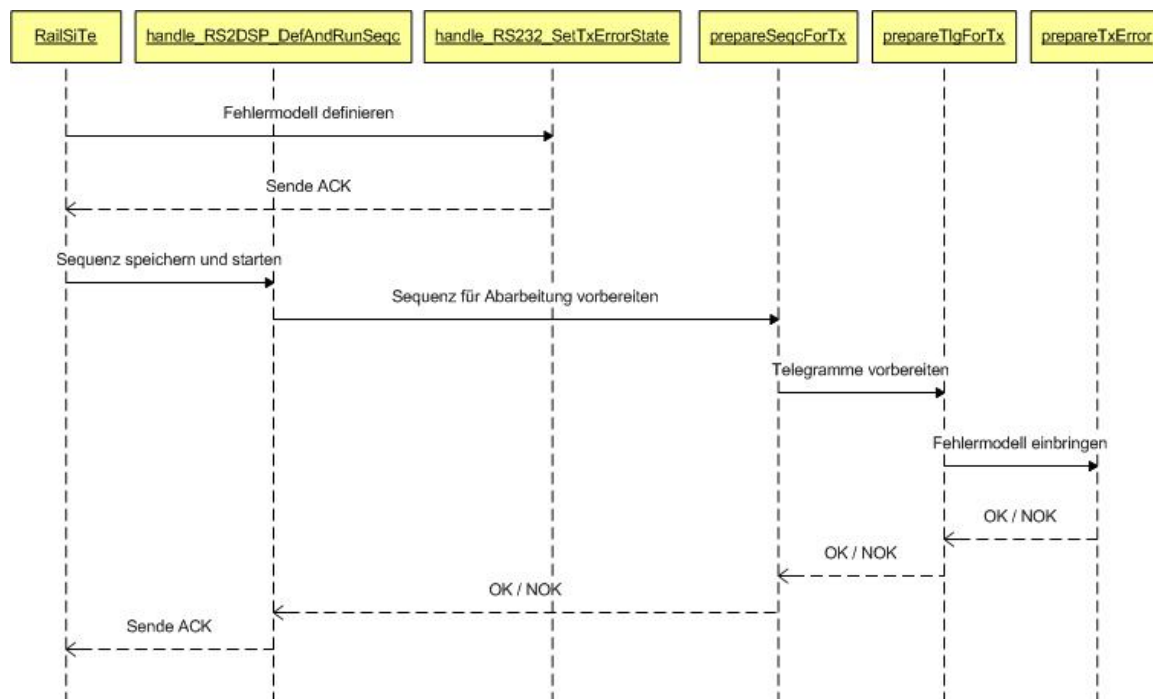 RailSiTe
handle_RS2DSP_DefAndRunSeqc
handle_RS232_SetTxErrorState
prepareSeqcForTx
prepareTlgForTx
prepareTxError
Fehlermodell definieren
Sende ACK
Sequenz speichern und starten
Sequenz für Abarbeitung vorbereiten
Telegramme vorbereiten
Fehlermodell einbringen
OK / NOK
OK / NOK
OK / NOK
Sende ACK